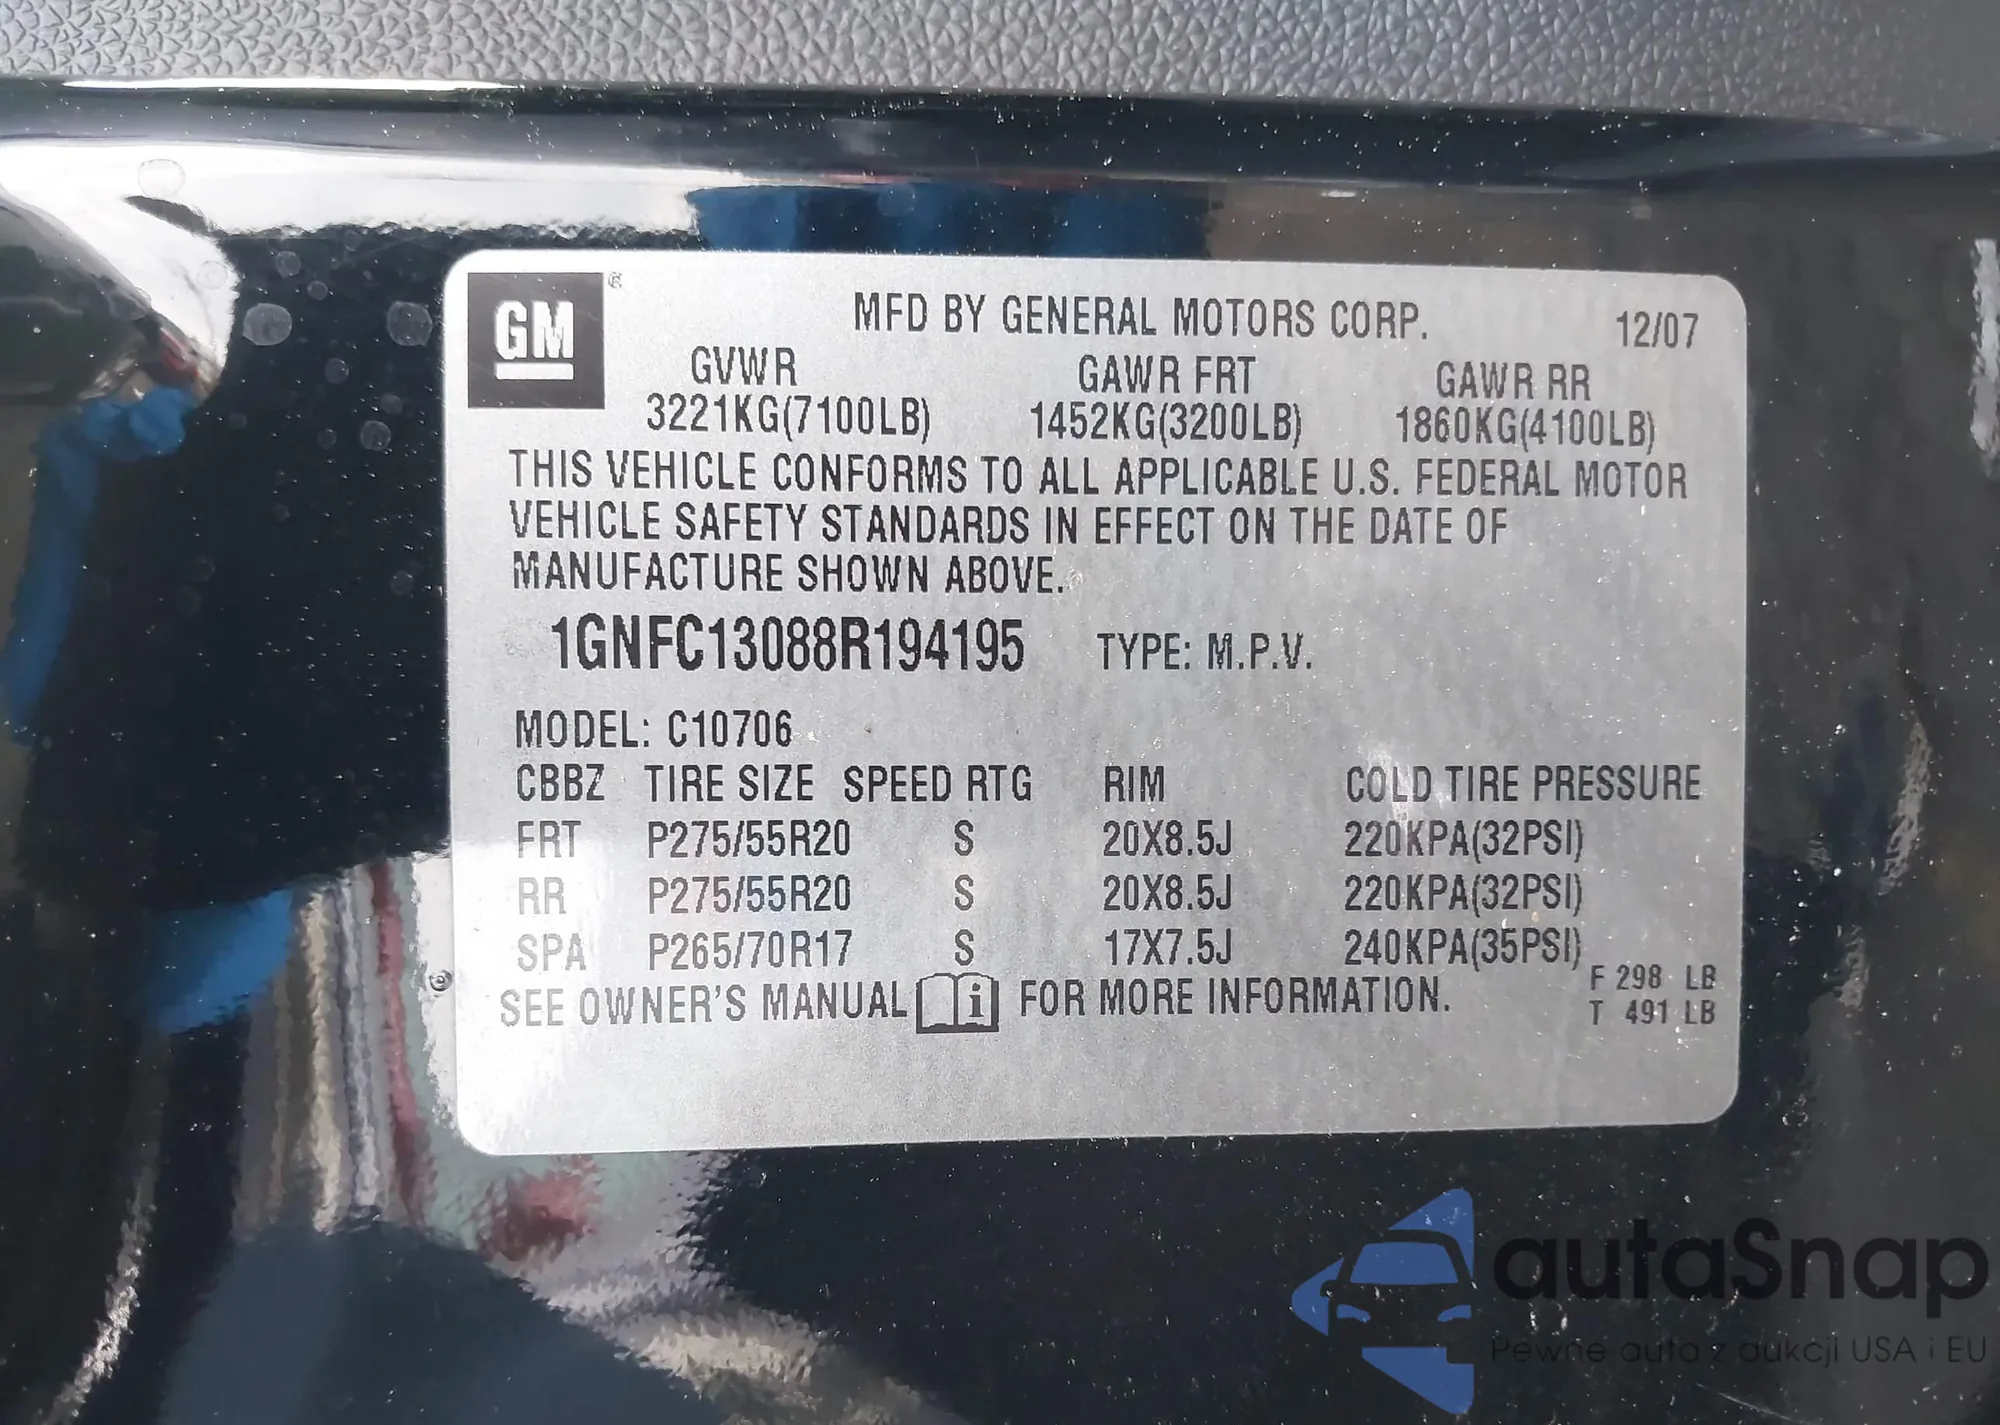 GM ®
MFD BY GENERAL MOTORS CORP. 12/07
GVWR GAWR FRT GAWR RR
3221KG(7100LB) 1452KG(3200LB) 1860KG(4100LB)
THIS VEHICLE CONFORMS TO ALL APPLICABLE U.S. FEDERAL MOTOR
VEHICLE SAFETY STANDARDS IN EFFECT ON THE DATE OF
MANUFACTURE SHOWN ABOVE.
1GNFC13088R194195 TYPE: M.P.V.
MODEL: C10706
CBBZ TIRE SIZE SPEED RTG RIM COLD TIRE PRESSURE
FRT P275/55R20 S 20X8.5J 220KPA(32PSI)
RR P275/55R20 S 20X8.5J 220KPA(32PSI)
SPA P265/70R17 S 17X7.5J 240KPA(35PSI)
F 298 LB
SEE OWNER'S MANUAL i FOR MORE INFORMATION.
T 491 LB
autaSnap
Pewne auta z aukcji USA i EU